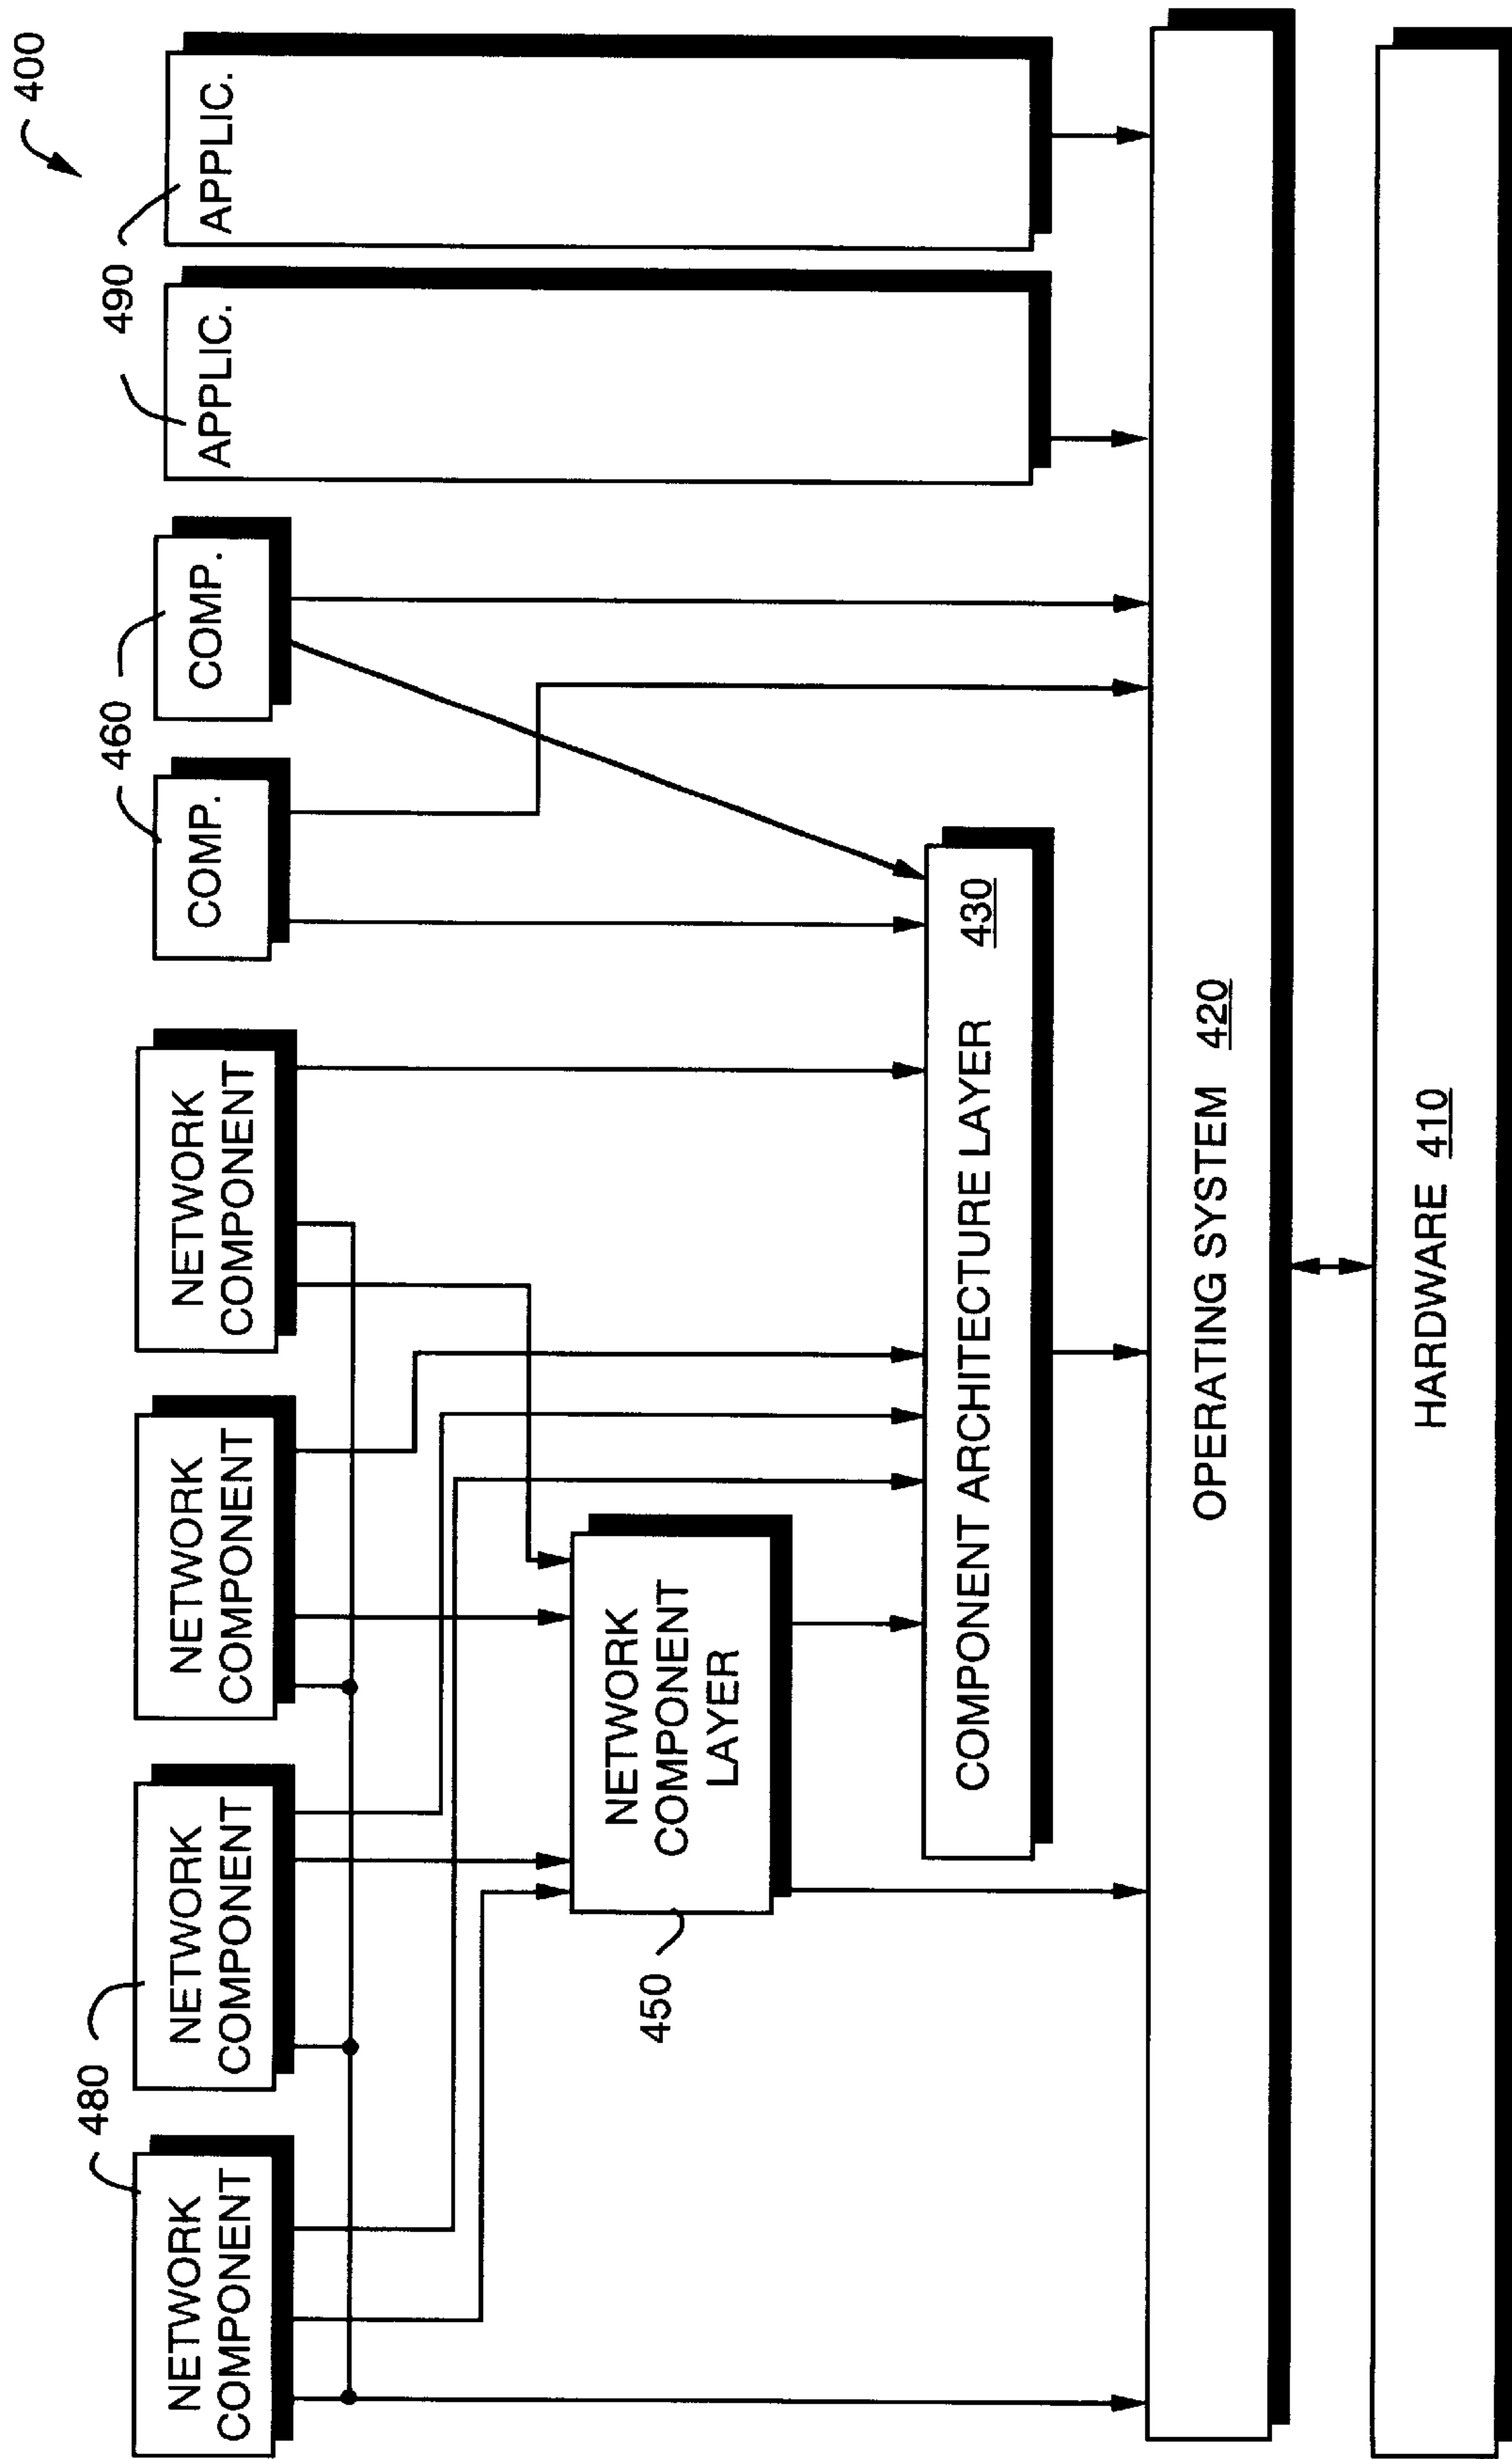 400
480
460
490
NETWORK
COMPONENT
NETWORK
COMPONENT
NETWORK
COMPONENT
NETWORK
COMPONENT
COMP.
COMP.
APPLIC.
APPLIC.
450
NETWORK
COMPONENT
LAYER
COMPONENT ARCHITECTURE LAYER 430
OPERATING SYSTEM 420
HARDWARE 410